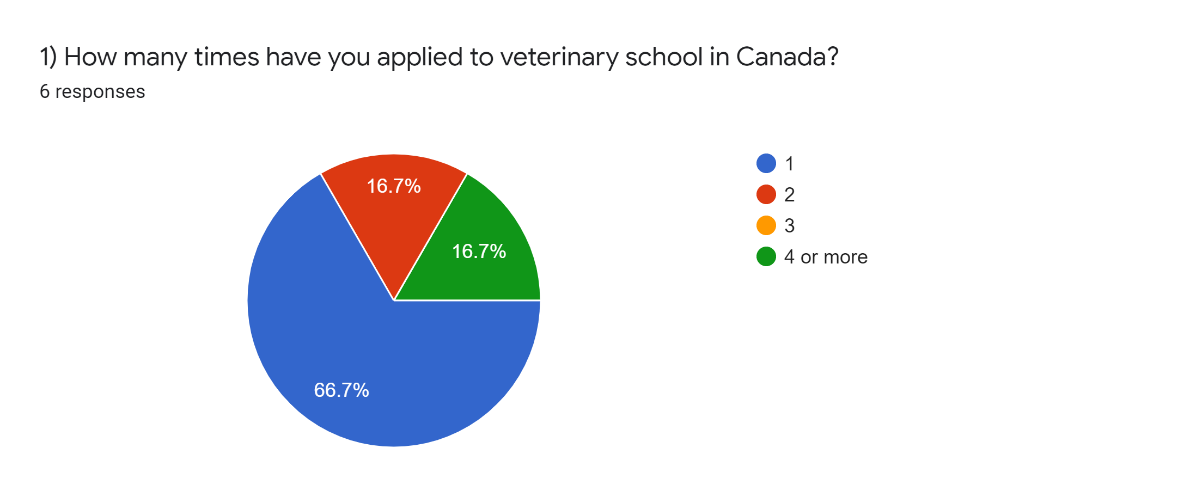 1) How many times have you applied to veterinary school in Canada?
6 responses
16.7%
16.7%
66.7%
1
2
3
4 or more